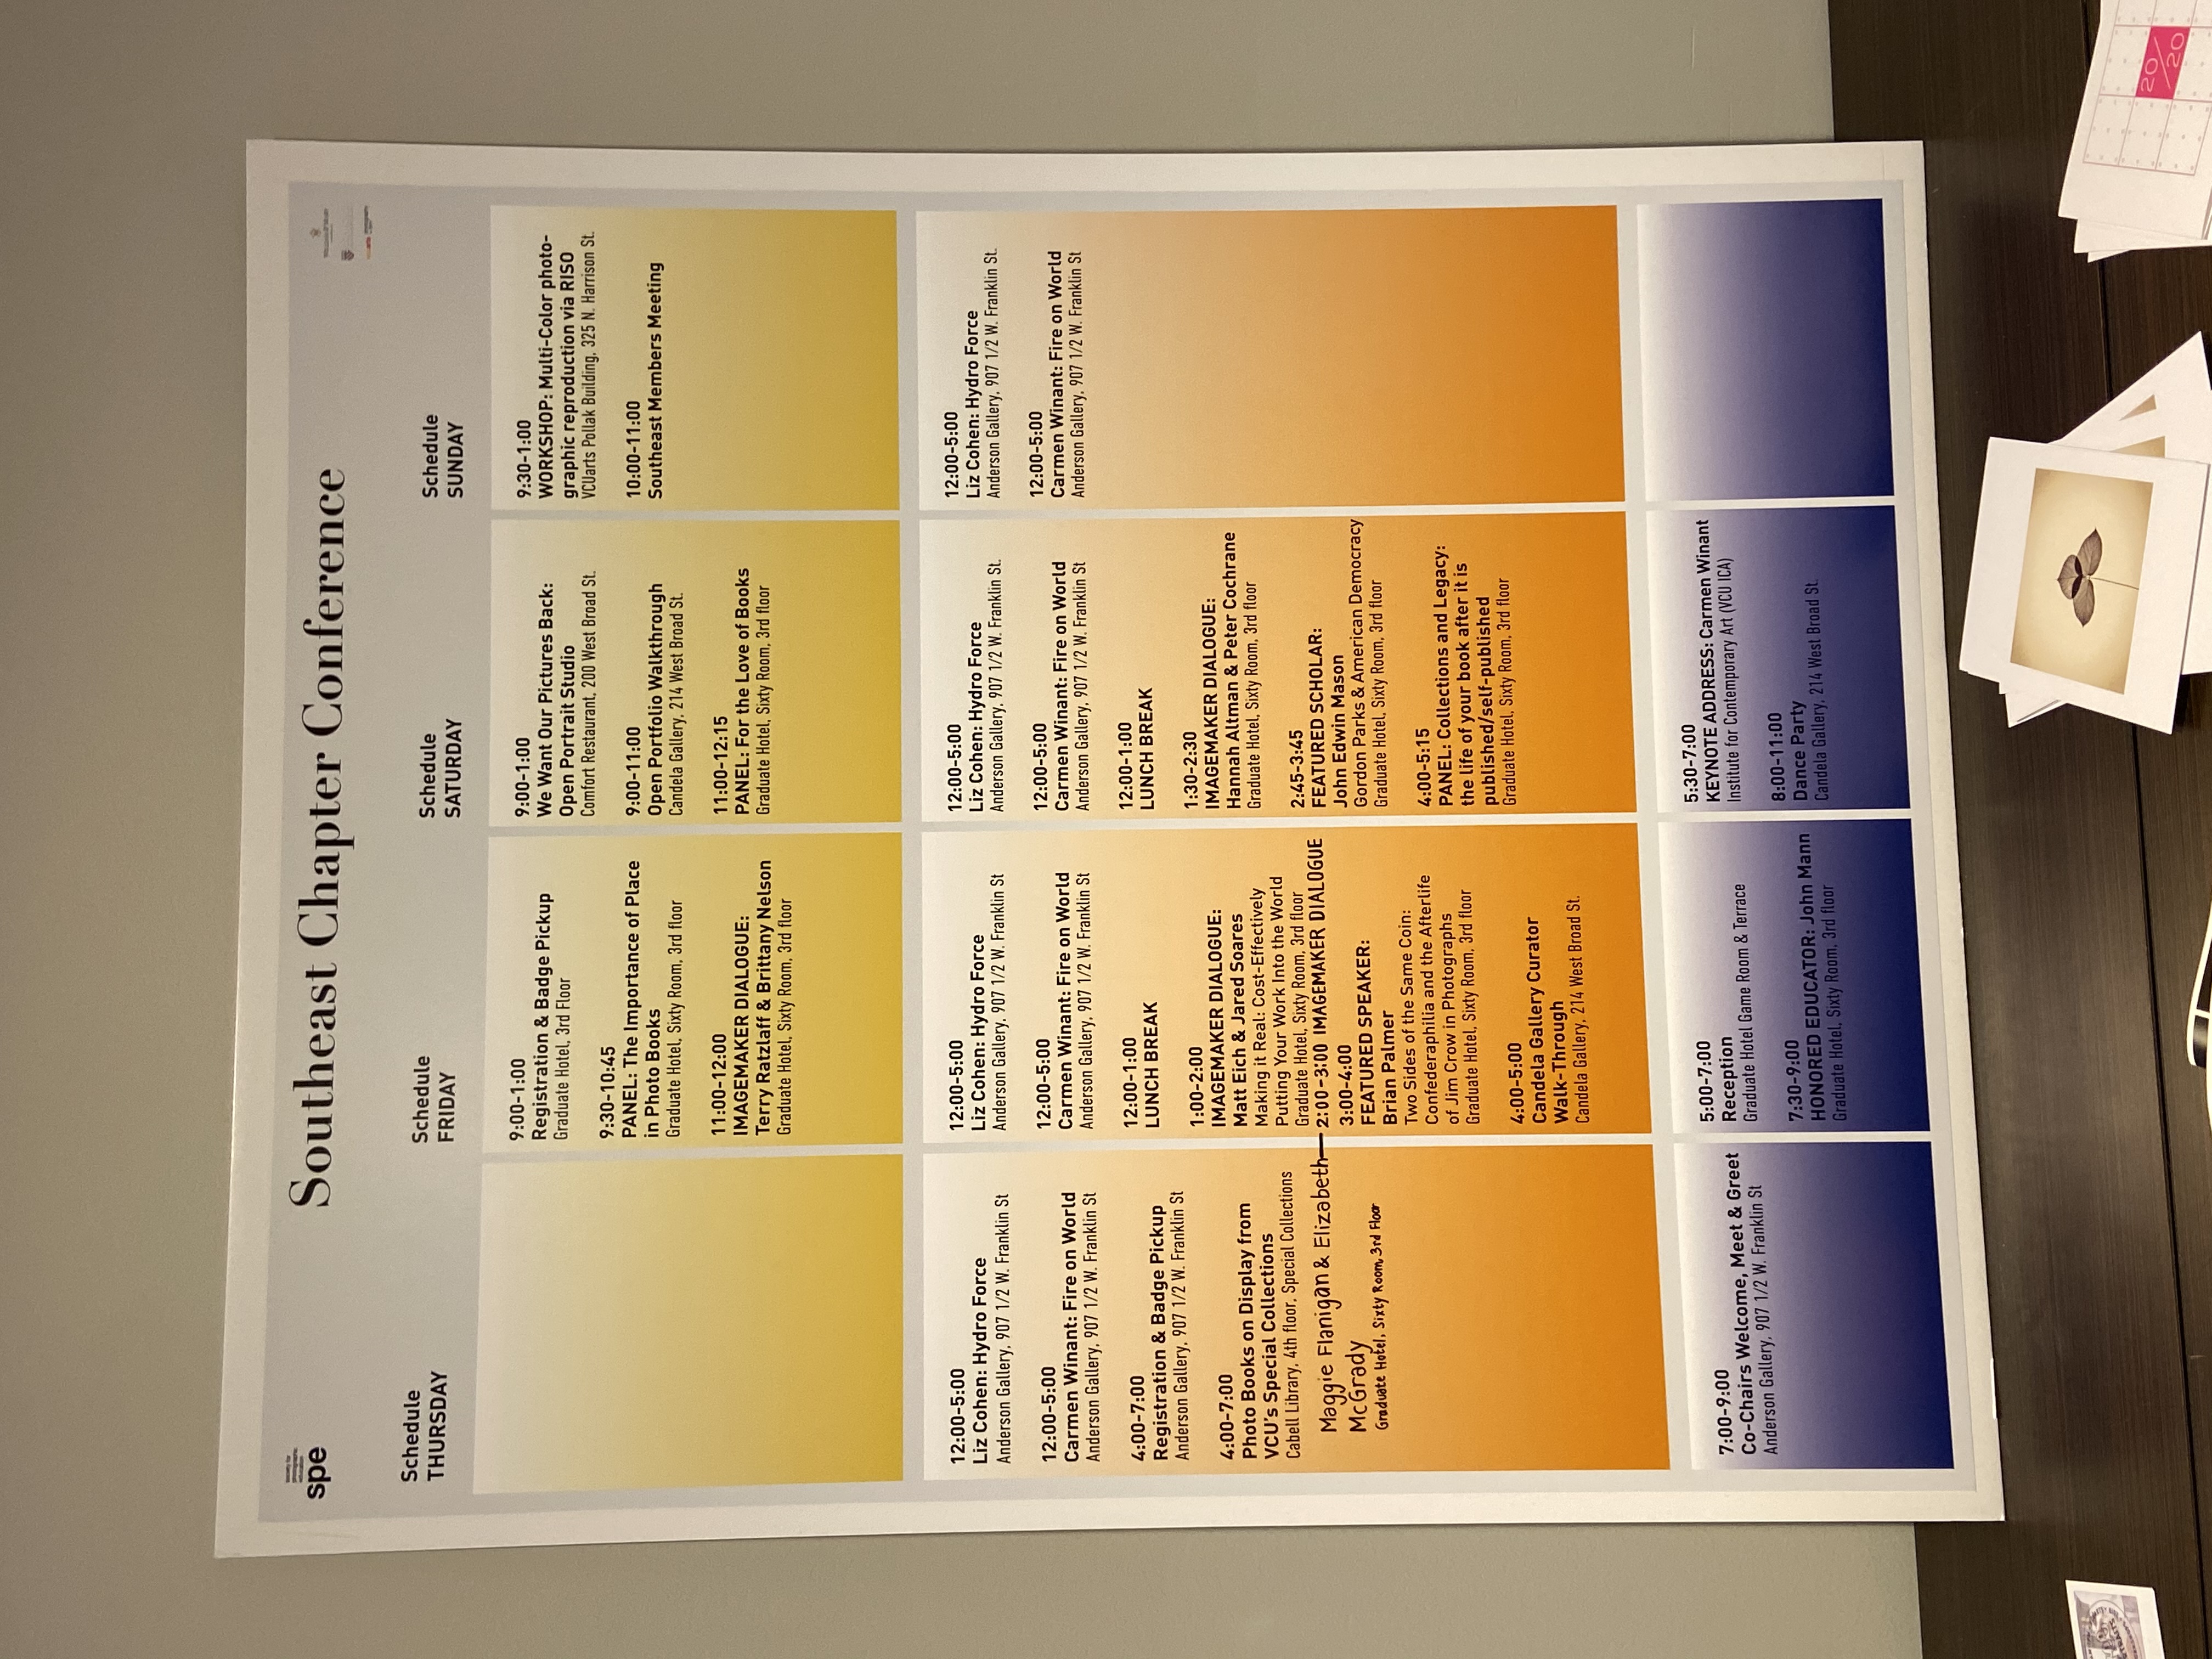 society for
photographic
education
spe
Southeast Chapter Conference
WILLIAM & MARY
Schedule
THURSDAY
12:00-5:00
Liz Cohen: Hydro Force
Anderson Gallery, 907 1/2 W. Franklin St
12:00-5:00
Carmen Winant: Fire on World
Anderson Gallery, 907 1/2 W. Franklin St
4:00-7:00
Registration & Badge Pickup
Anderson Gallery, 907 1/2 W. Franklin St
4:00-7:00
Photo Books on Display from
VCU's Special Collections
Cabell Library, 4th floor, Special Collections
Maggie Flanigan & Elizabeth
McGrady
Graduate Hotel, Sixty Room, 3rd Floor
7:00-9:00
Co-Chairs Welcome, Meet & Greet
Anderson Gallery, 907 1/2 W. Franklin St
Schedule
FRIDAY
9:00-1:00
Registration & Badge Pickup
Graduate Hotel, 3rd Floor
9:30-10:45
PANEL: The Importance of Place
in Photo Books
Graduate Hotel, Sixty Room, 3rd floor
11:00-12:00
IMAGEMAKER DIALOGUE:
Terry Ratzlaff & Brittany Nelson
Graduate Hotel, Sixty Room, 3rd floor
12:00-5:00
Liz Cohen: Hydro Force
Anderson Gallery, 907 1/2 W. Franklin St
12:00-5:00
Carmen Winant: Fire on World
Anderson Gallery, 907 1/2 W. Franklin St
12:00-1:00
LUNCH BREAK
1:00-2:00
IMAGEMAKER DIALOGUE:
Matt Eich & Jared Soares
Making it Real: Cost-Effectively
Putting Your Work Into the World
Graduate Hotel, Sixty Room, 3rd floor
2:00-3:00 IMAGEMAKER DIALOGUE
3:00-4:00
FEATURED SPEAKER:
Brian Palmer
Two Sides of the Same Coin:
Confederaphilia and the Afterlife
of Jim Crow in Photographs
Graduate Hotel, Sixty Room, 3rd floor
4:00-5:00
Candela Gallery Curator
Walk-Through
Candela Gallery, 214 West Broad St.
5:00-7:00
Reception
Graduate Hotel Game Room & Terrace
7:30-9:00
HONORED EDUCATOR: John Mann
Graduate Hotel, Sixty Room, 3rd floor
Schedule
SATURDAY
9:00-1:00
We Want Our Pictures Back:
Open Portrait Studio
Comfort Restaurant, 200 West Broad St.
9:00-11:00
Open Portfolio Walkthrough
Candela Gallery, 214 West Broad St.
11:00-12:15
PANEL: For the Love of Books
Graduate Hotel, Sixty Room, 3rd floor
12:00-5:00
Liz Cohen: Hydro Force
Anderson Gallery, 907 1/2 W. Franklin St.
12:00-5:00
Carmen Winant: Fire on World
Anderson Gallery, 907 1/2 W. Franklin St
12:00-1:00
LUNCH BREAK
1:30-2:30
IMAGEMAKER DIALOGUE:
Hannah Altman & Peter Cochrane
Graduate Hotel, Sixty Room, 3rd floor
2:45-3:45
FEATURED SCHOLAR:
John Edwin Mason
Gordon Parks & American Democracy
Graduate Hotel, Sixty Room, 3rd floor
4:00-5:15
PANEL: Collections and Legacy:
the life of your book after it is
published/self-published
Graduate Hotel, Sixty Room, 3rd floor
5:30-7:00
KEYNOTE ADDRESS: Carmen Winant
Institute for Contemporary Art (VCU ICA)
8:00-11:00
Dance Party
Candela Gallery, 214 West Broad St.
Schedule
SUNDAY
9:30-1:00
WORKSHOP: Multi-Color photo-
graphic reproduction via RISO
VCUarts Pollak Building, 325 N. Harrison St.
10:00-11:00
Southeast Members Meeting
12:00-5:00
Liz Cohen: Hydro Force
Anderson Gallery, 907 1/2 W. Franklin St.
12:00-5:00
Carmen Winant: Fire on World
Anderson Gallery, 907 1/2 W. Franklin St
20/20